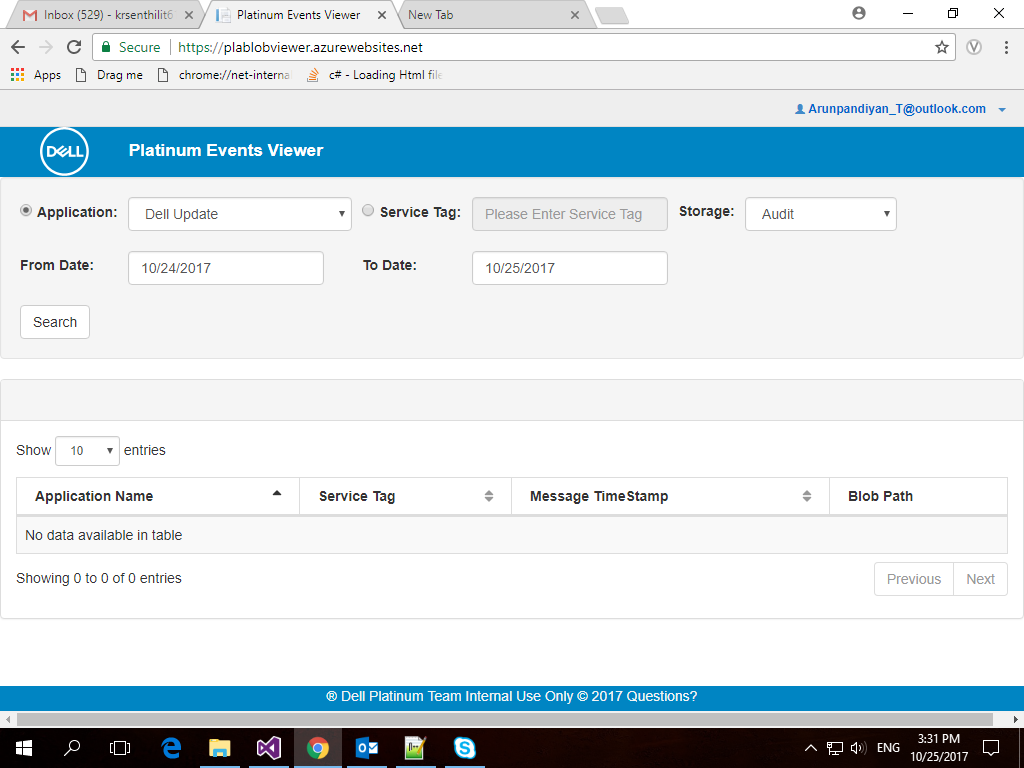 Inbox (529) - krsenthilit6
Platinum Events Viewer
New Tab
Secure https://plablobviewer.azurewebsites.net
Apps Drag me chrome://net-interna c# - Loading Html file
Arunpandiyan_T@outlook.com
DELL Platinum Events Viewer
Application: Dell Update Service Tag: Please Enter Service Tag Storage: Audit
From Date: 10/24/2017 To Date: 10/25/2017
Search
Show 10 entries
Application Name Service Tag Message TimeStamp Blob Path
No data available in table
Showing 0 to 0 of 0 entries Previous Next
® Dell Platinum Team Internal Use Only © 2017 Questions?
ENG
3:31 PM
10/25/2017